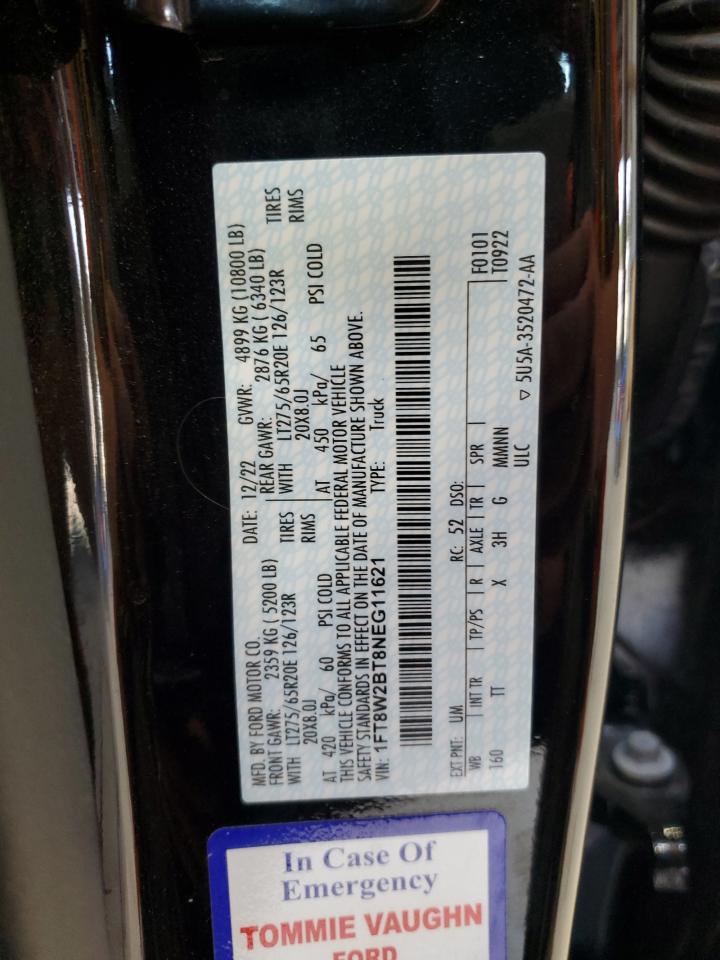 MFD. BY FORD MOTOR CO.
DATE: 12/22 GVWR: 4899 KG (10800 LB)
FRONT GAWR: 2359 KG ( 5200 LB) REAR GAWR: 2876 KG ( 6340 LB)
WITH LT275/65R20E 126/123R TIRES WITH LT275/65R20E 126/123R TIRES
20X8.0J RIMS 20X8.0J RIMS
AT 420 kPa/ 60 PSI COLD AT 450 kPa/ 65 PSI COLD
THIS VEHICLE CONFORMS TO ALL APPLICABLE FEDERAL MOTOR VEHICLE
SAFETY STANDARDS IN EFFECT ON THE DATE OF MANUFACTURE SHOWN ABOVE.
VIN: 1FT8W2BT8NEG11621 TYPE: Truck
EXT PNT: UM RC: 52 DSO: F0101
WB INT TR TP/PS R AXLE TR SPR T0922
160 TT X 3H G MMMNN
ULC ▽ 5U5A-3520472-AA
In Case Of
Emergency
TOMMIE VAUGHN
FORD